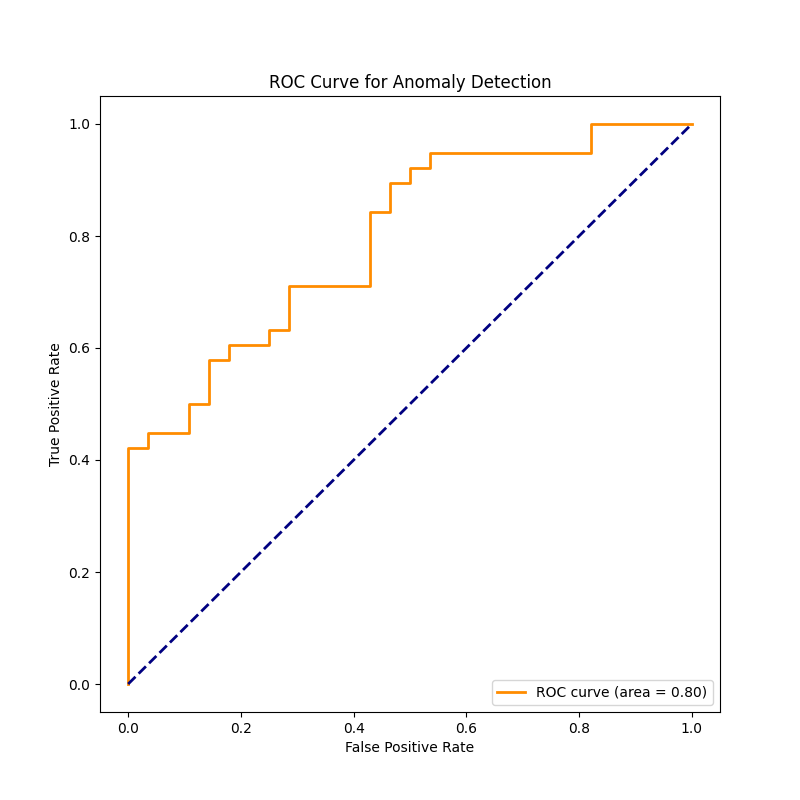 ROC Curve for Anomaly Detection
1.0
0.8
0.6
0.4
0.2
0.0
True Positive Rate
ROC curve (area = 0.80)
0.0 0.2 0.4 0.6 0.8 1.0
False Positive Rate